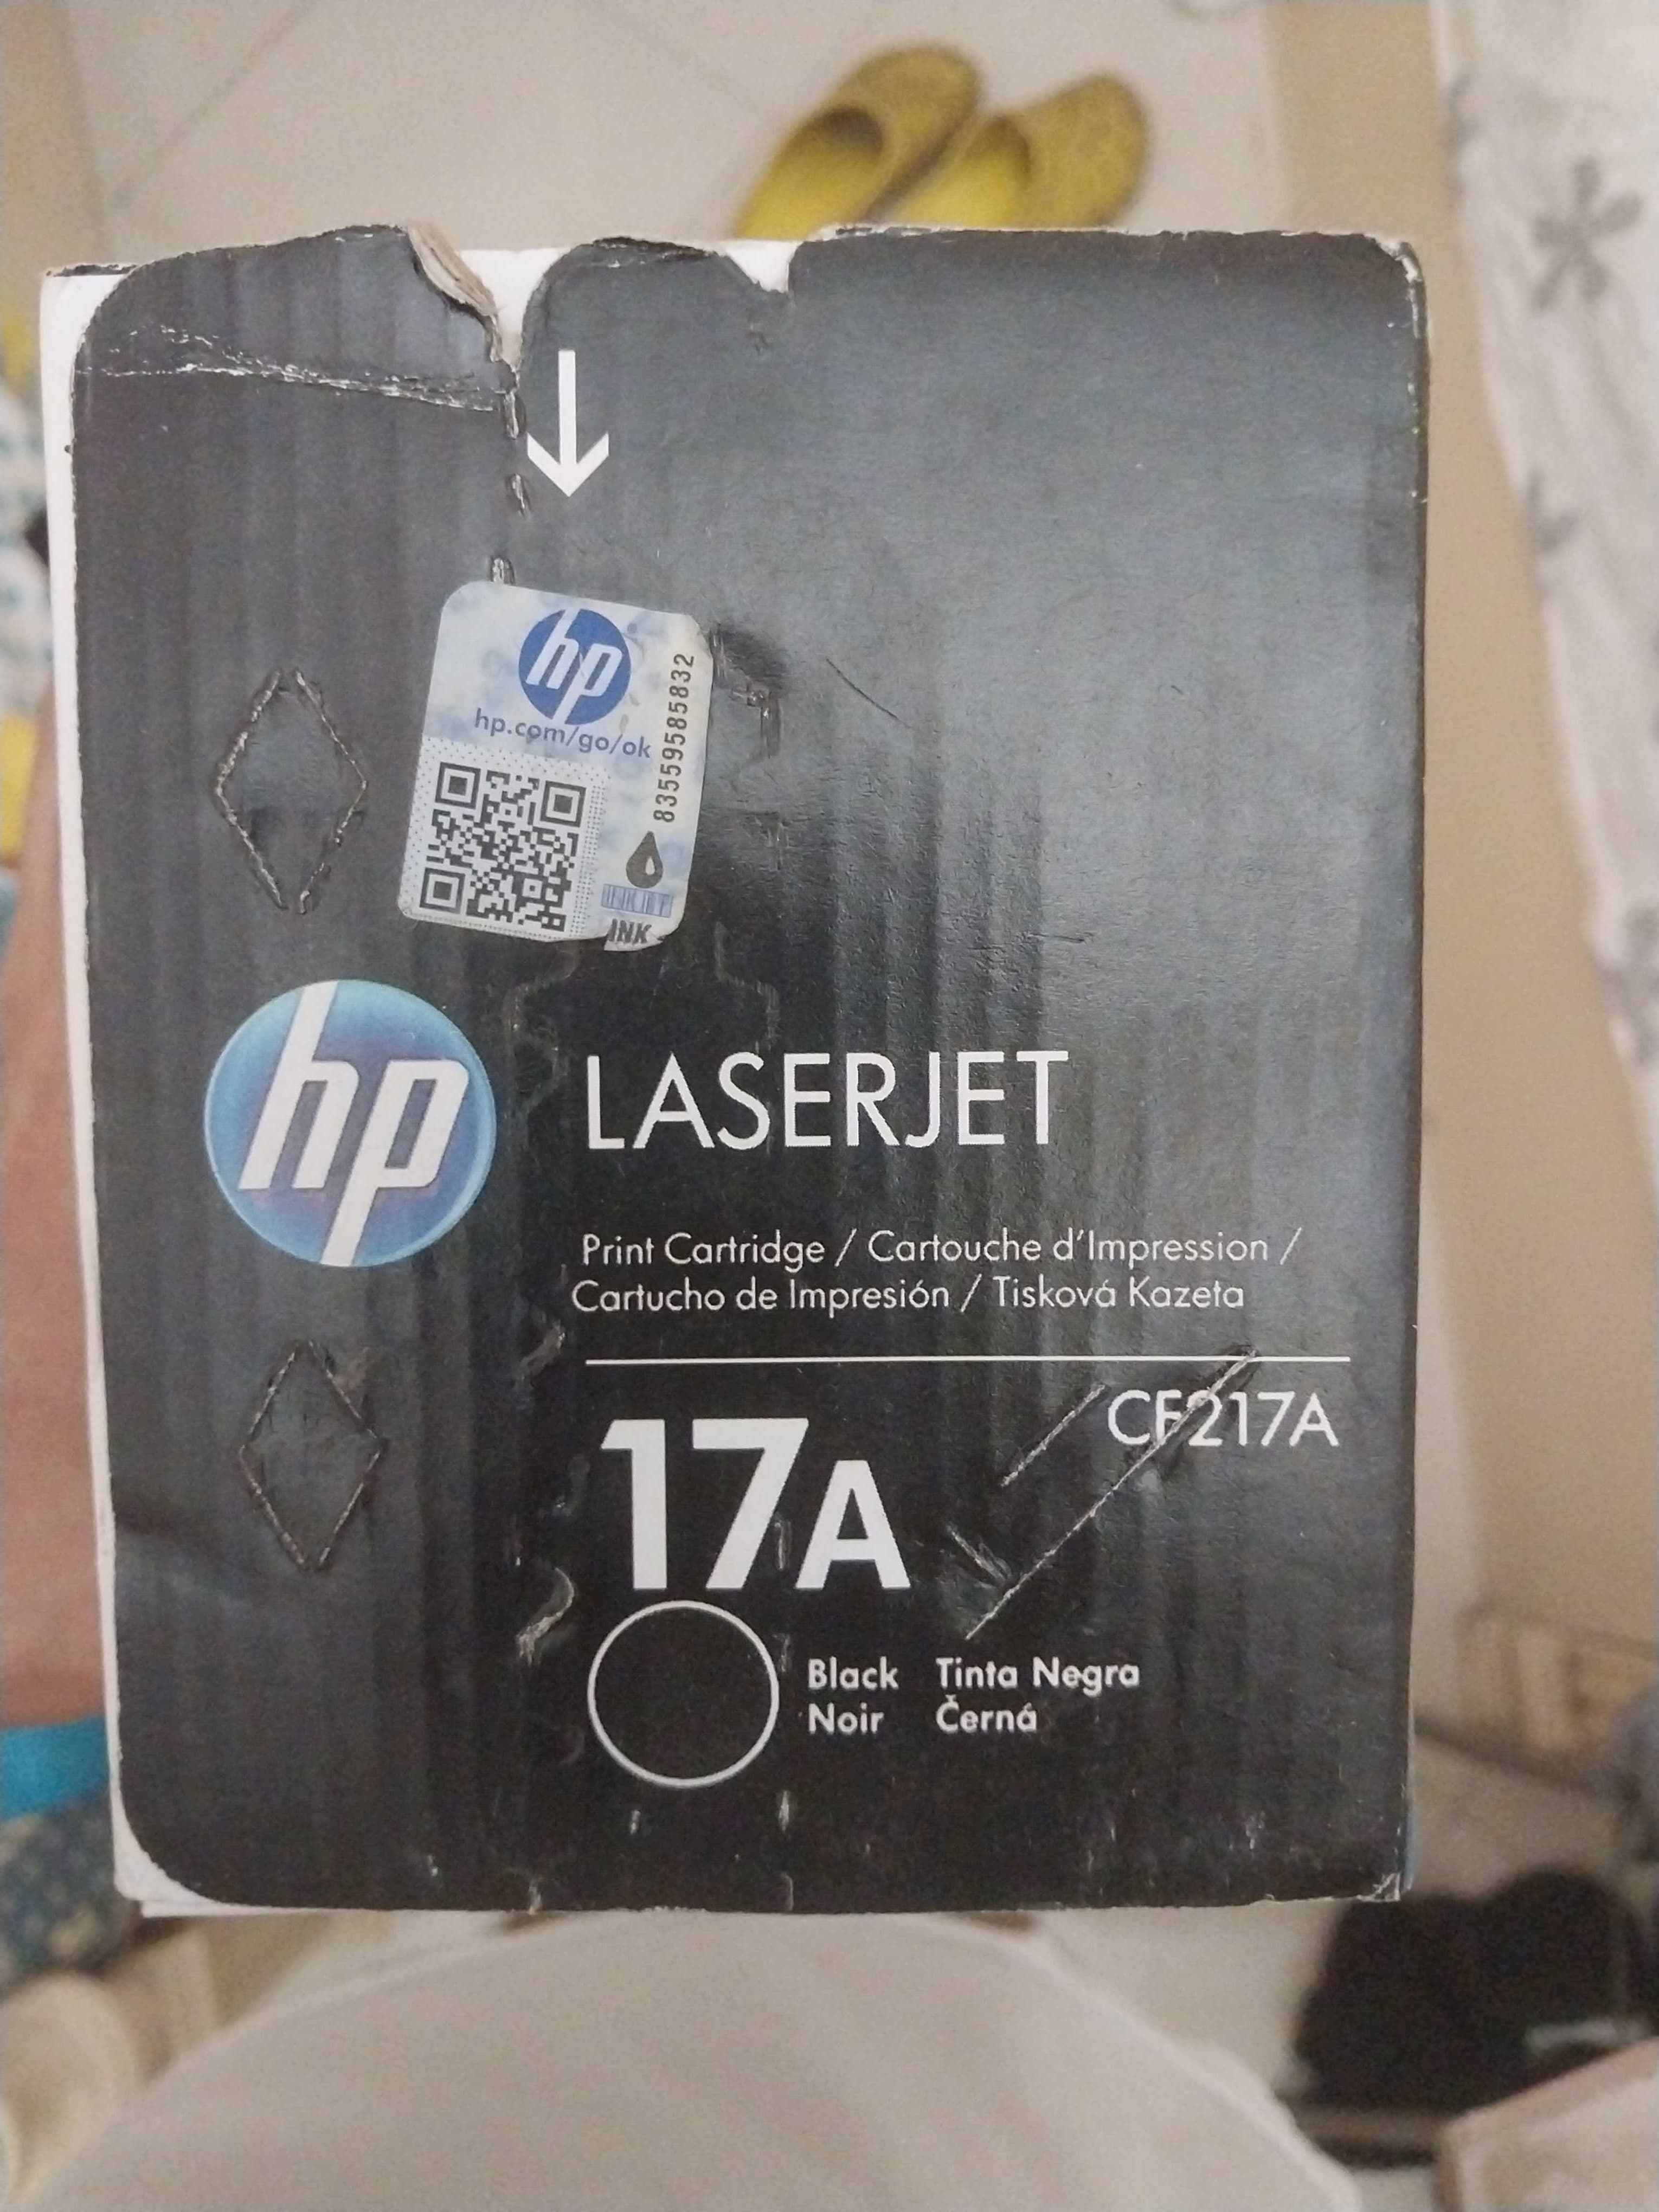 hp
hp.com/go/ok
83559585832
INK
hp
LASERJET
Print Cartridge / Cartouche d'Impression /
Cartucho de Impresión / Tisková Kazeta
CF217A
17A
Black Tinta Negra
Noir Černá